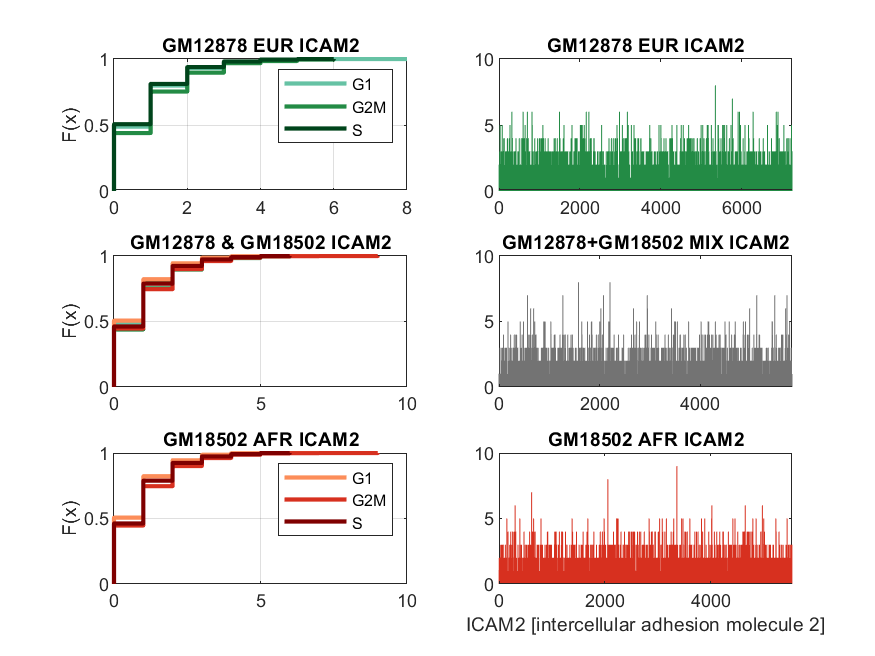 GM12878 EUR ICAM2
F(x)
1
0.5
0
0 2 4 6 8
G1
G2M
S
GM12878 EUR ICAM2
10
5
0
0 2000 4000 6000
GM12878 & GM18502 ICAM2
F(x)
1
0.5
0
0 5 10
GM12878+GM18502 MIX ICAM2
10
5
0
0 2000 4000
GM18502 AFR ICAM2
F(x)
1
0.5
0
0 5 10
G1
G2M
S
GM18502 AFR ICAM2
10
5
0
0 2000 4000
ICAM2 [intercellular adhesion molecule 2]